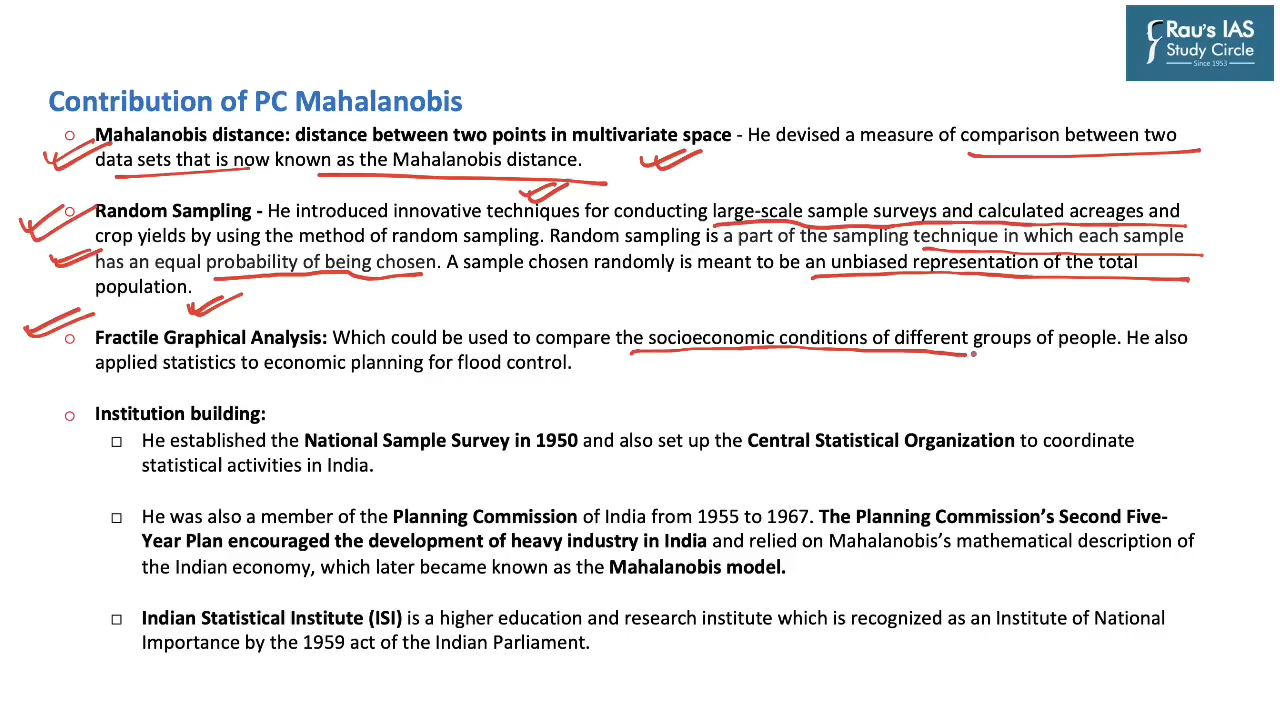 Rau's IAS
Study Circle
Since 1953
Contribution of PC Mahalanobis
Mahalanobis distance: distance between two points in multivariate space - He devised a measure of comparison between two
data sets that is now known as the Mahalanobis distance.
Random Sampling - He introduced innovative techniques for conducting large-scale sample surveys and calculated acreages and
crop yields by using the method of random sampling. Random sampling is a part of the sampling technique in which each sample
has an equal probability of being chosen. A sample chosen randomly is meant to be an unbiased representation of the total
population.
Fractile Graphical Analysis: Which could be used to compare the socioeconomic conditions of different groups of people. He also
applied statistics to economic planning for flood control.
Institution building:
He established the National Sample Survey in 1950 and also set up the Central Statistical Organization to coordinate
statistical activities in India.
He was also a member of the Planning Commission of India from 1955 to 1967. The Planning Commission's Second Five-
Year Plan encouraged the development of heavy industry in India and relied on Mahalanobis's mathematical description of
the Indian economy, which later became known as the Mahalanobis model.
Indian Statistical Institute (ISI) is a higher education and research institute which is recognized as an Institute of National
Importance by the 1959 act of the Indian Parliament.